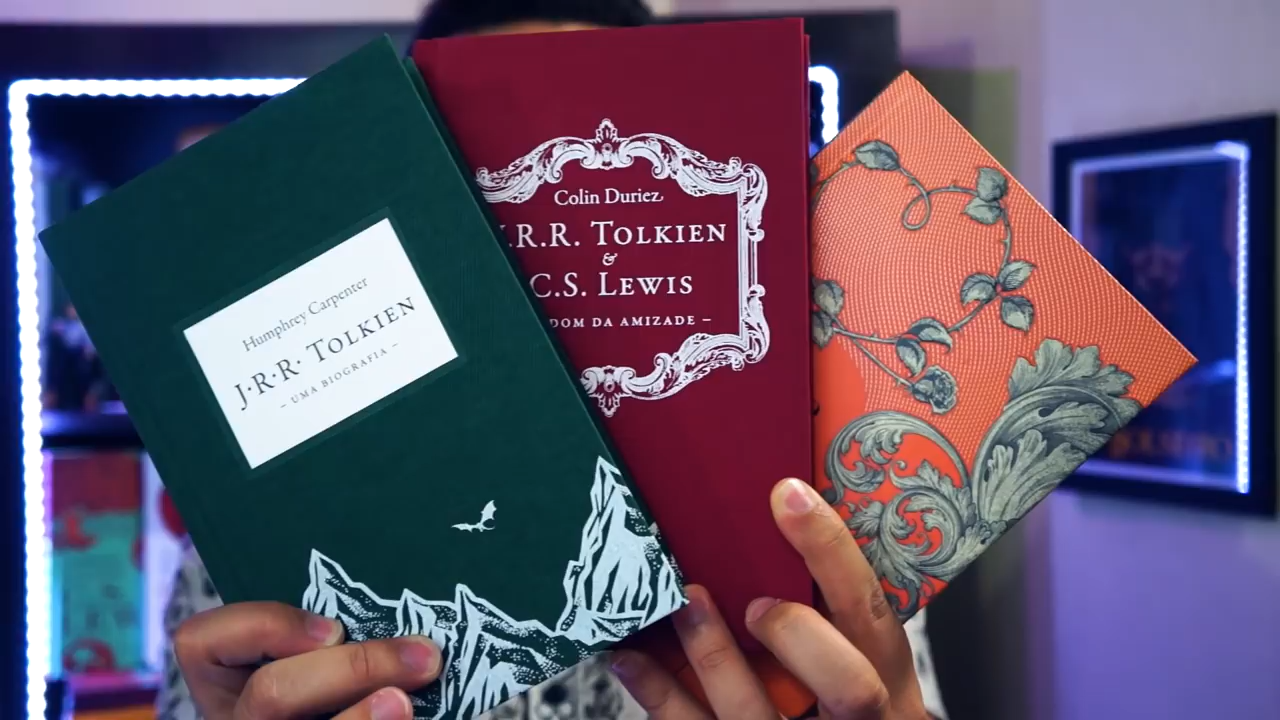 Humphrey Carpenter
J·R·R· TOLKIEN
– UMA BIOGRAFIA –
Colin Duriez
J.R.R. TOLKIEN
&
C.S. LEWIS
DOM DA AMIZADE –